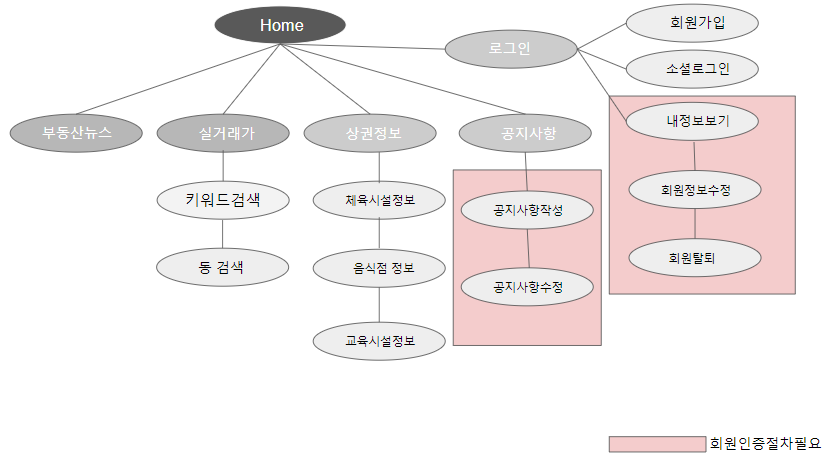 Home
로그인
회원가입
소셜로그인
내정보보기
회원정보수정
회원탈퇴
부동산뉴스
실거래가
상권정보
공지사항
키워드검색
동 검색
체육시설정보
음식점 정보
교육시설정보
공지사항작성
공지사항수정
회원인증절차필요